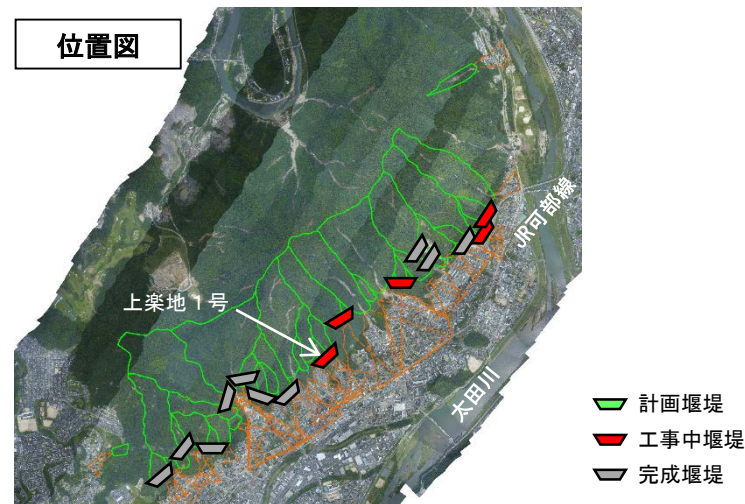 位置図
JR可部線
上楽地1号
太田川
計画堰堤
工事中堰堤
完成堰堤